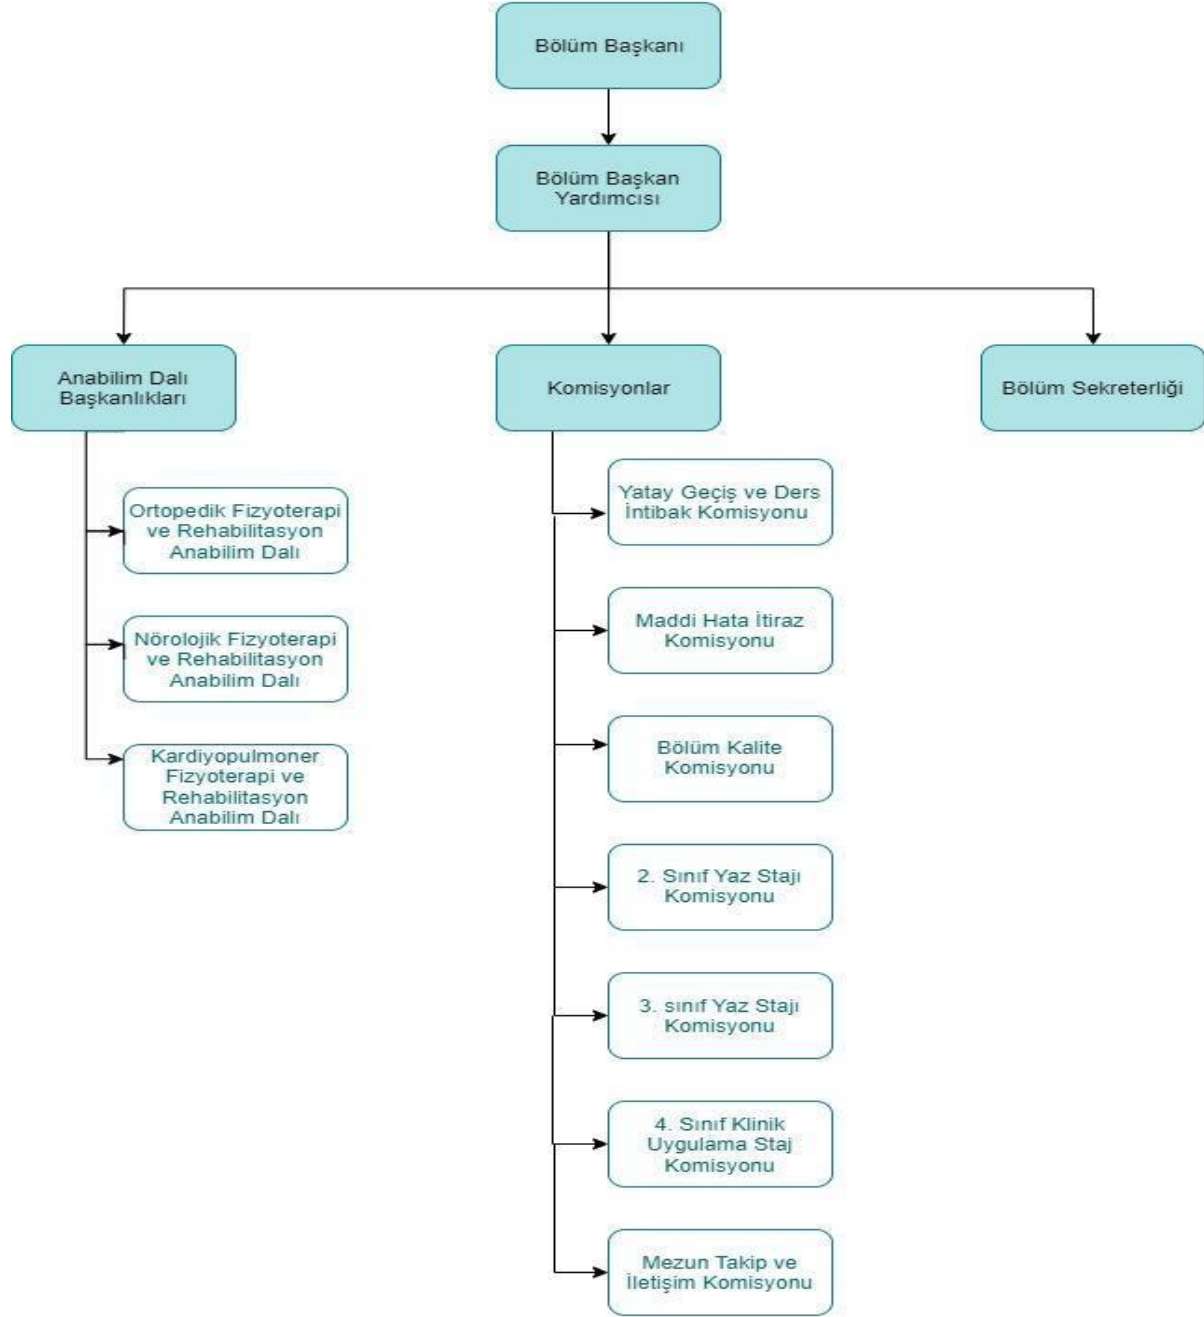 Bölüm Başkanı
Bölüm Başkan
Yardımcısı
Anabilim Dalı
Başkanlıkları
Komisyonlar
Bölüm Sekreterliği
Ortopedik Fizyoterapi
ve Rehabilitasyon
Anabilim Dalı
Nörolojik Fizyoterapi
ve Rehabilitasyon
Anabilim Dalı
Kardiyopulmoner
Fizyoterapi ve
Rehabilitasyon
Anabilim Dalı
Yatay Geçiş ve Ders
İntibak Komisyonu
Maddi Hata İtiraz
Komisyonu
Bölüm Kalite
Komisyonu
2. Sınıf Yaz Stajı
Komisyonu
3. sınıf Yaz Stajı
Komisyonu
4. Sınıf Klinik
Uygulama Staj
Komisyonu
Mezun Takip ve
İletişim Komisyonu